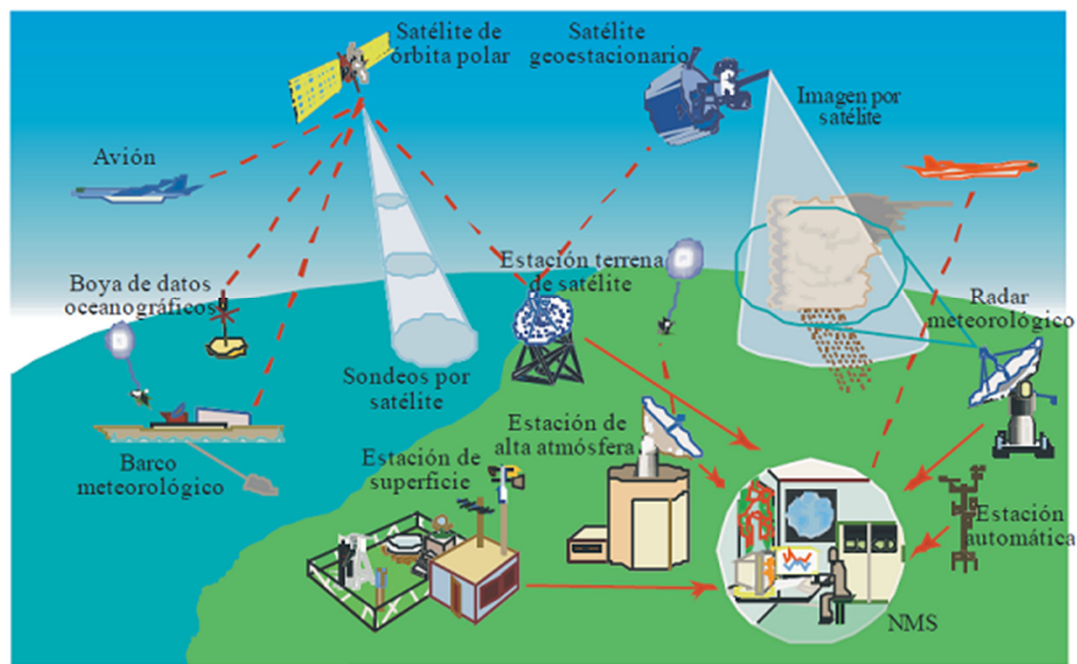 Satélite de
órbita polar
Satélite
geoestacionario
Imagen por
satélite
Avión
Estación terrena
de satélite
Boya de datos
oceanográficos
Radar
meteorológico
Sondeos por
satélite
Estación de
alta atmósfera
Barco
meteorológico
Estación de
superficie
Estación
automática
NMS